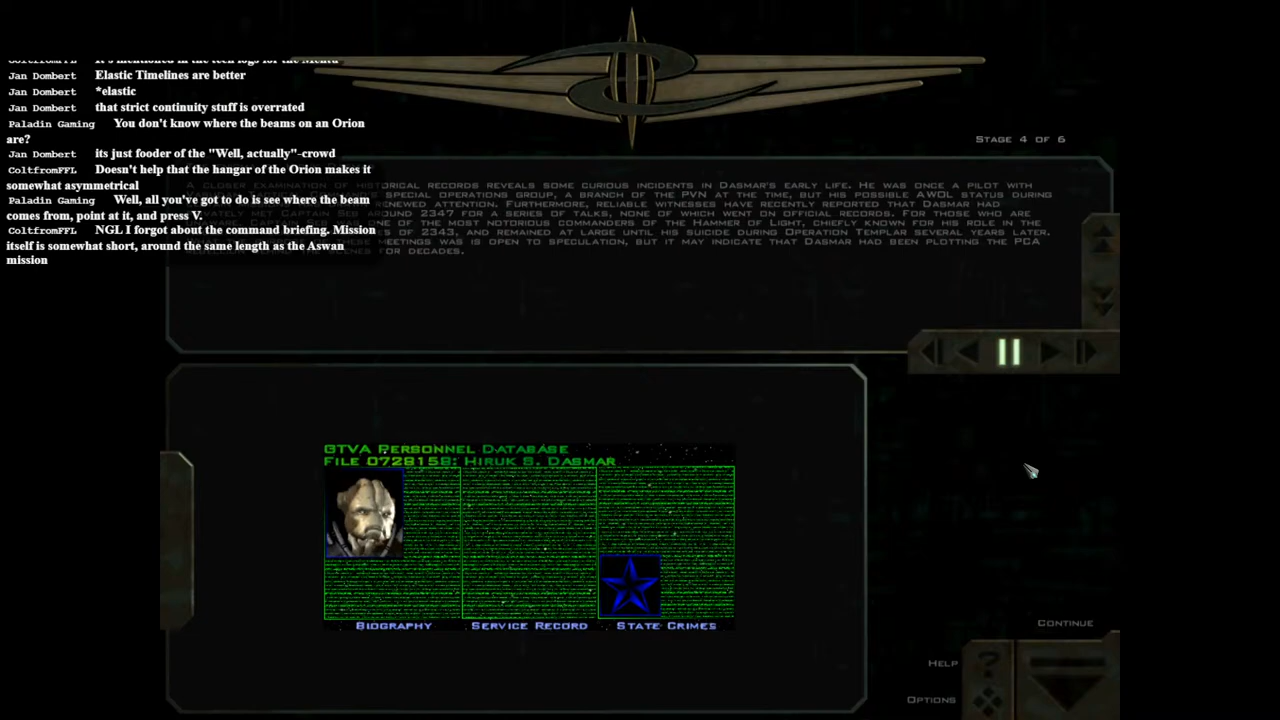 Jan Dombert Elastic Timelines are better
Jan Dombert *elastic
Jan Dombert that strict continuity stuff is overrated
Paladin Gaming You don't know where the beams on an Orion
are?
Jan Dombert its just fooder of the "Well, actually"-crowd
ColtfromFFL Doesn't help that the hangar of the Orion makes it
somewhat asymmetrical
Paladin Gaming Well, all you've got to do is see where the beam
comes from, point at it, and press V.
ColtfromFFL NGL I forgot about the command briefing. Mission
itself is somewhat short, around the same length as the Aswan
mission
Stage 4 of 6
A closer examination of historical records reveals some curious incidents in Dasmar's early life. He was once a pilot with
special operations group, a branch of the PVN at the time, but his possible AWOL status during
renewed attention. Furthermore, reliable witnesses have recently reported that Dasmar had
met Captain Seb around 2347 for a series of talks, none of which went on official records. For those who are
Captain Seb was one of the most notorious commanders of the Hammer of Light, chiefly known for his role in the
of 2343, and remained at large until his suicide during Operation Templar several years later.
these meetings was open to speculation, but it may indicate that Dasmar had been plotting the PCA
scenes for decades.
GTVA Personnel Database
File 072815B: Hiruk S. Dasmar
Biography
Service Record
State Crimes
Continue
Help
Options